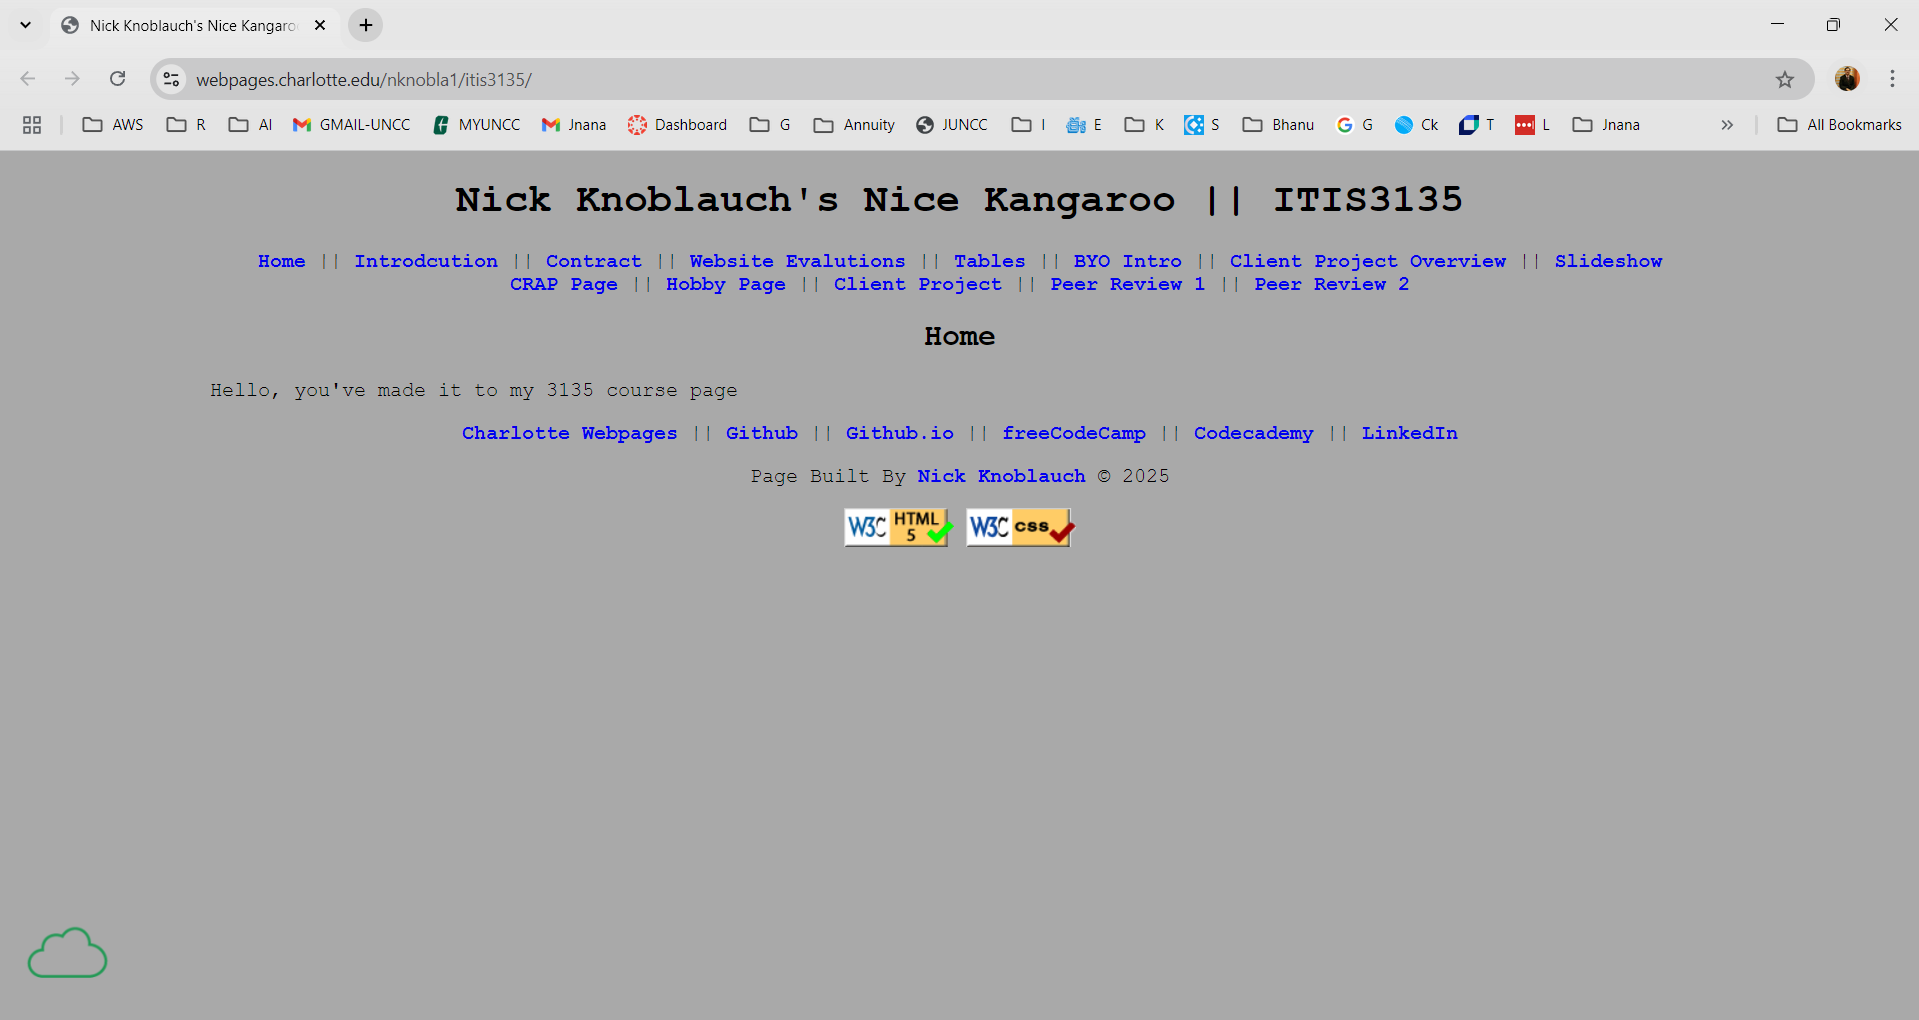 Nick Knoblauch's Nice Kangaro
webpages.charlotte.edu/nknobla1/itis3135/
AWS R AI GMAIL-UNCC MYUNCC Jnana Dashboard G Annuity JUNCC I E K S Bhanu G Ck T L Jnana » All Bookmarks
Nick Knoblauch's Nice Kangaroo || ITIS3135
Home || Introdcution || Contract || Website Evalutions || Tables || BYO Intro || Client Project Overview || Slideshow
CRAP Page || Hobby Page || Client Project || Peer Review 1 || Peer Review 2
Home
Hello, you've made it to my 3135 course page
Charlotte Webpages || Github || Github.io || freeCodeCamp || Codecademy || LinkedIn
Page Built By Nick Knoblauch © 2025
W3C HTML 5 W3C css